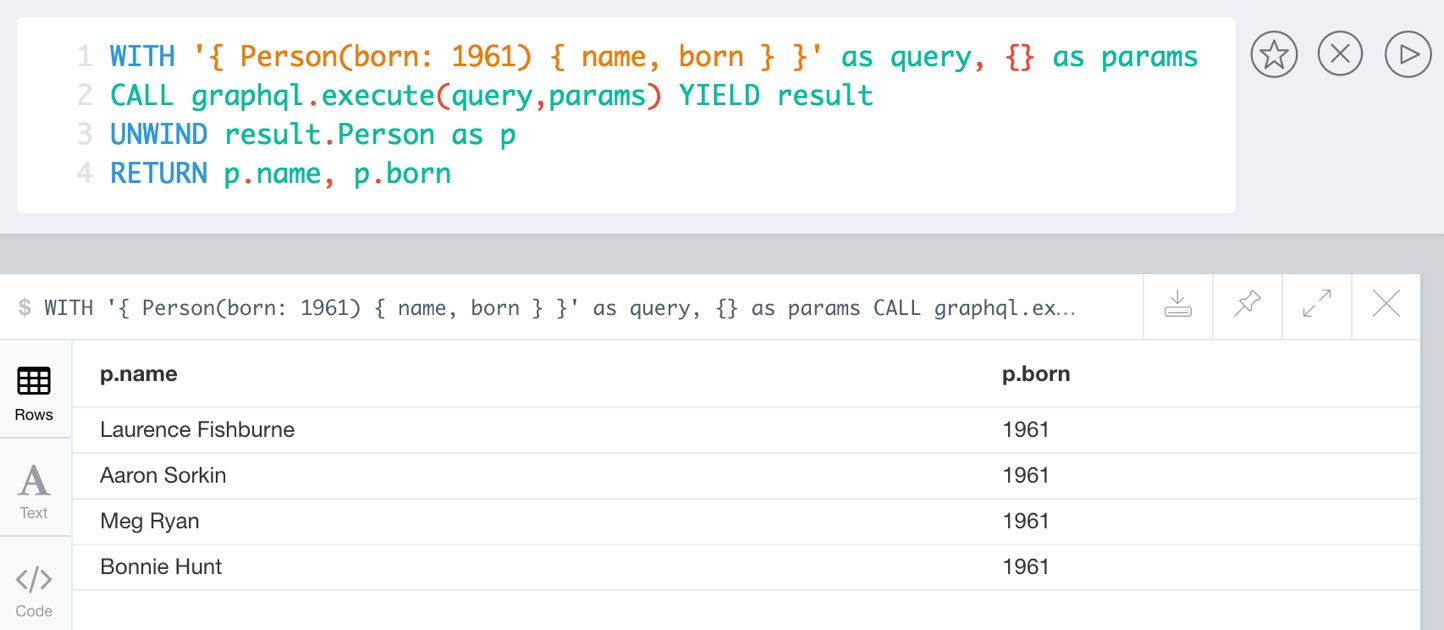 1 WITH '{ Person(born: 1961) { name, born } }' as query, {} as params
2 CALL graphql.execute(query,params) YIELD result
3 UNWIND result.Person as p
4 RETURN p.name, p.born
$ WITH '{ Person(born: 1961) { name, born } }' as query, {} as params CALL graphql.ex…
p.name p.born
Rows
Laurence Fishburne 1961
Aaron Sorkin 1961
A
Text
Meg Ryan 1961
Bonnie Hunt 1961
</>
Code